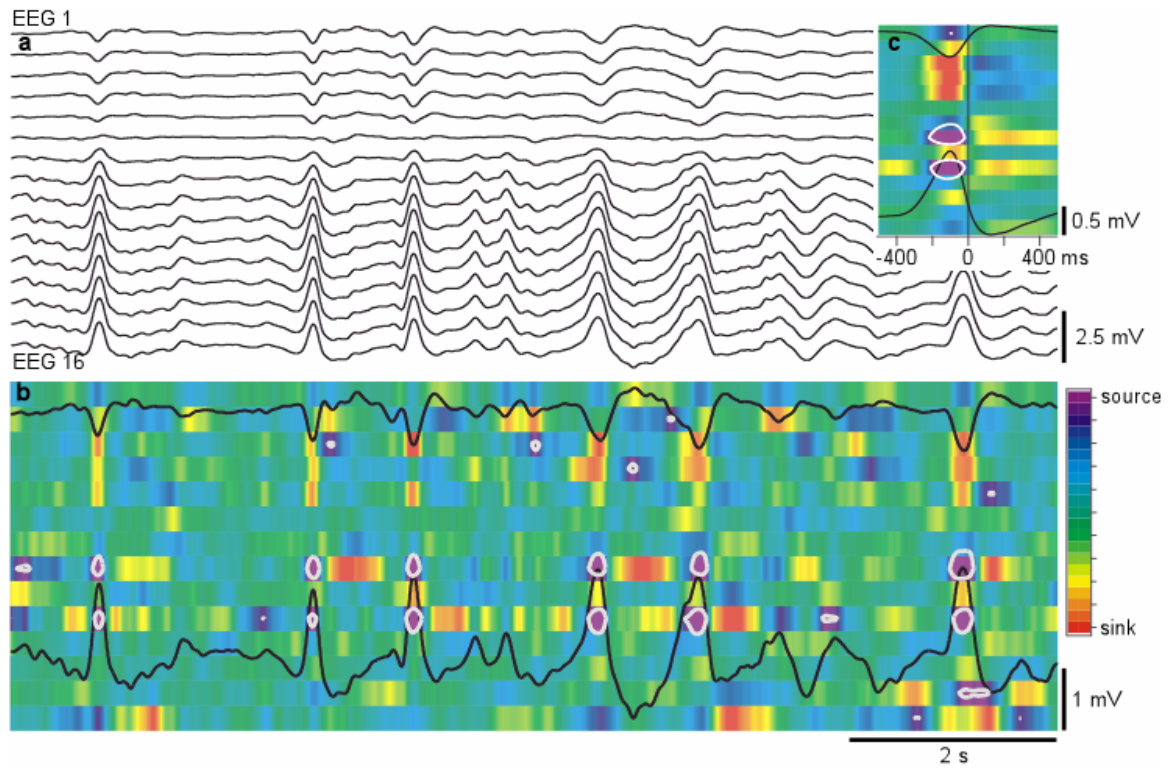 EEG 1
a
c
0.5 mV
-400 0 400 ms
2.5 mV
EEG 16
b
source
sink
1 mV
2 s